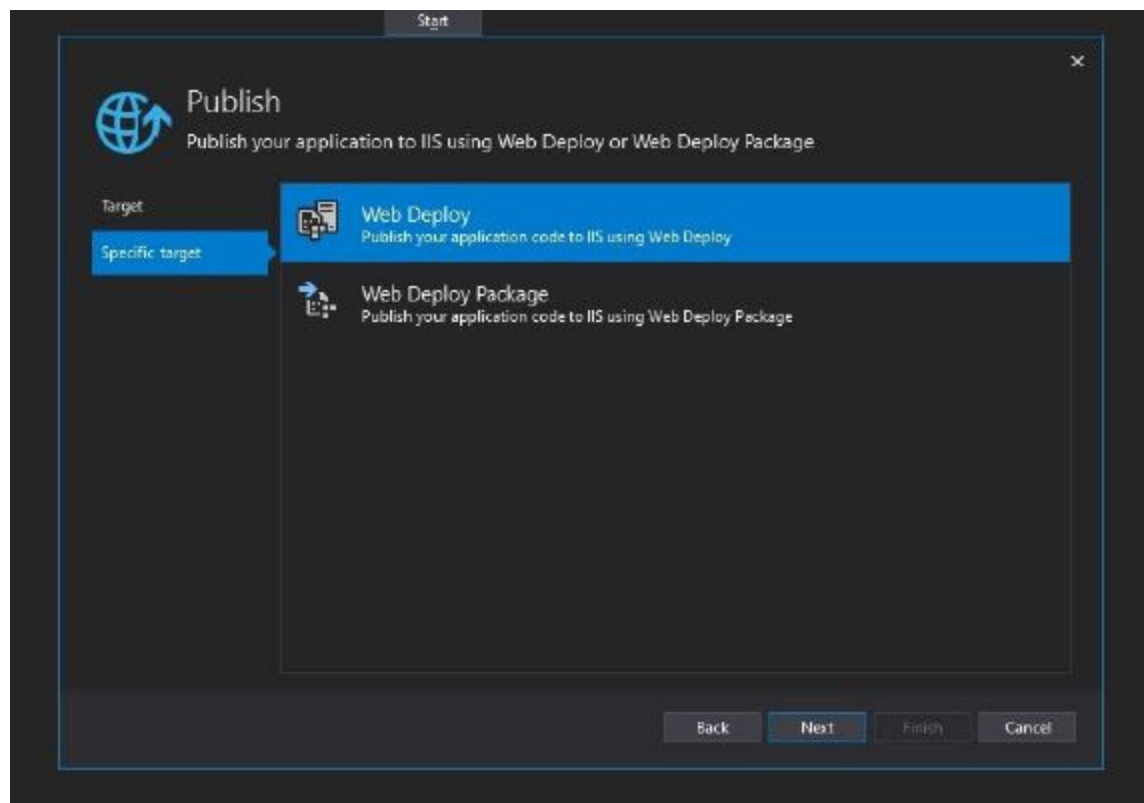 Start
Publish
Publish your application to IIS using Web Deploy or Web Deploy Package
Target
Specific target
Web Deploy
Publish your application code to IIS using Web Deploy
Web Deploy Package
Publish your application code to IIS using Web Deploy Package
Back Next Finish Cancel